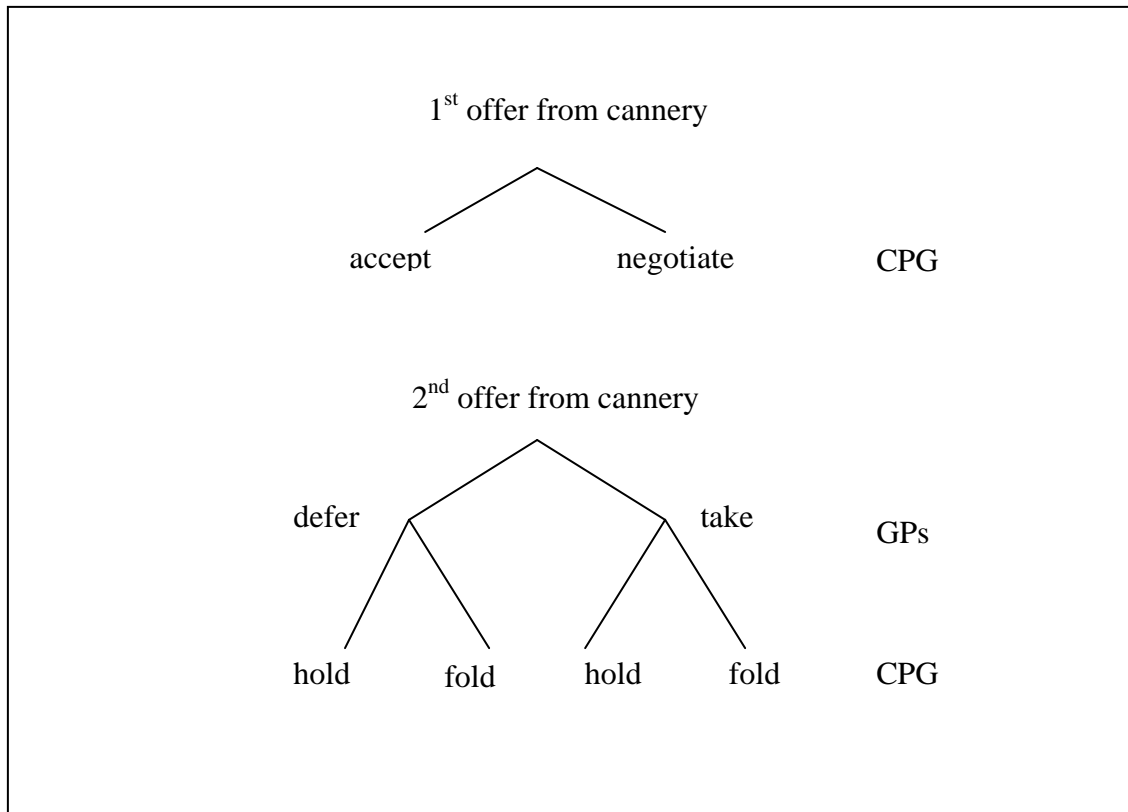 1st offer from cannery
accept negotiate CPG
2nd offer from cannery
defer take GPs
hold fold hold fold CPG